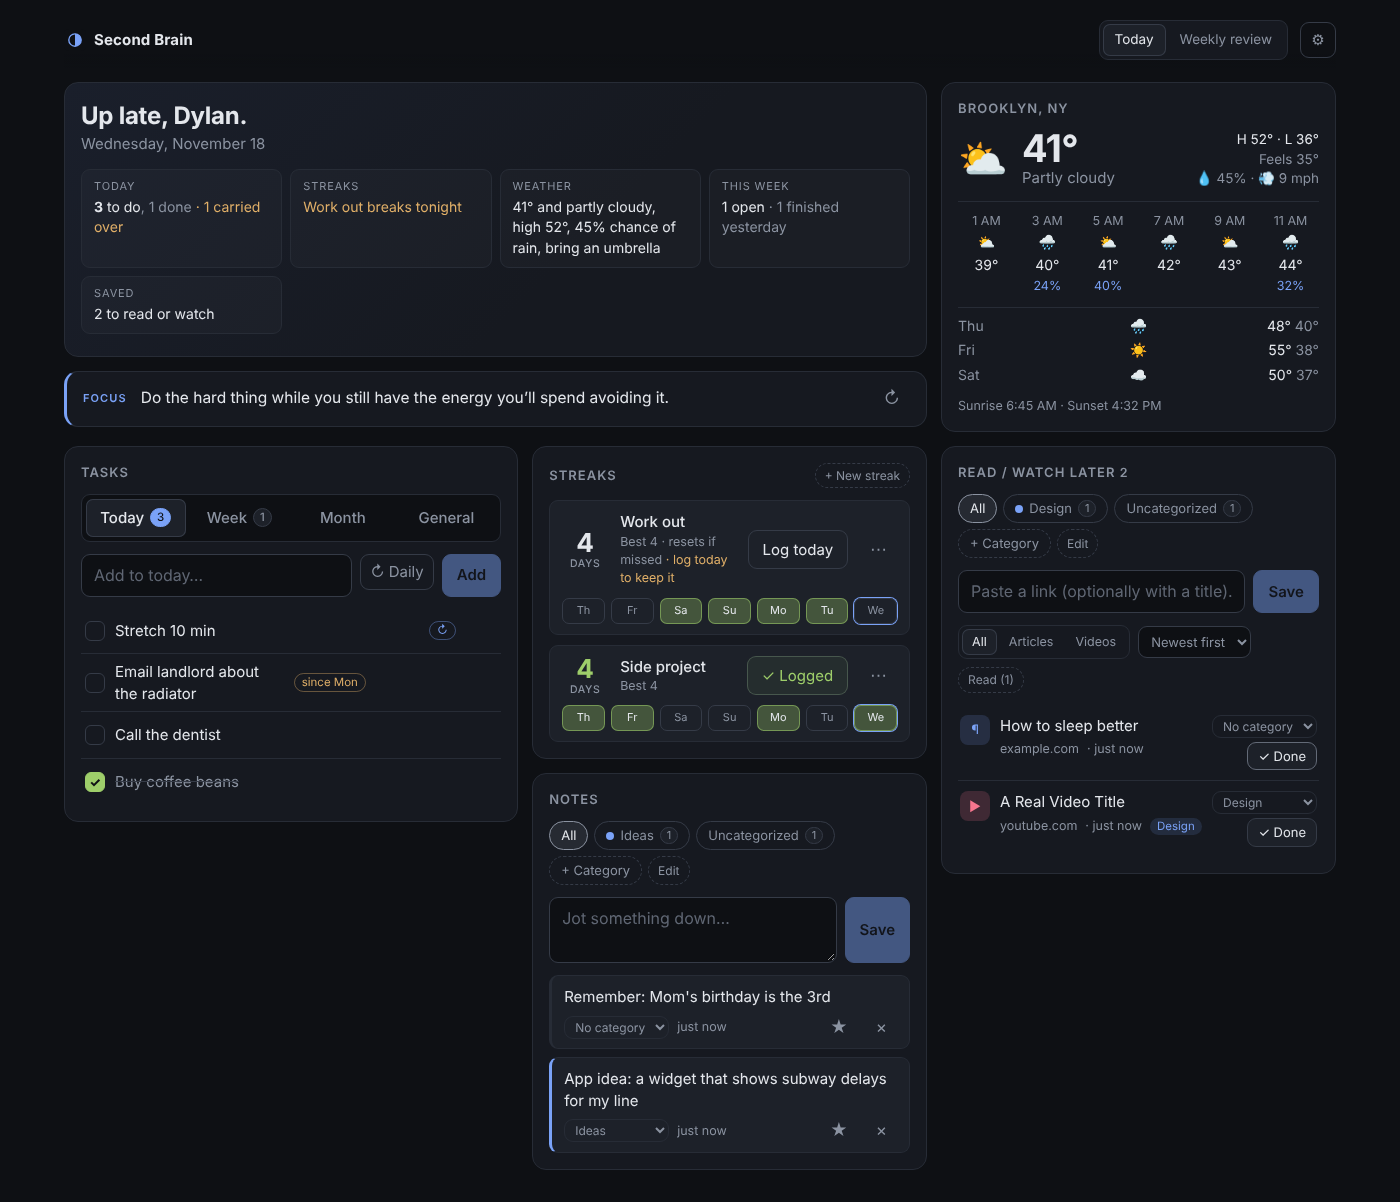 Second Brain
Today Weekly review
Up late, Dylan.
Wednesday, November 18
TODAY
3 to do, 1 done · 1 carried
over
STREAKS
Work out breaks tonight
WEATHER
41° and partly cloudy,
high 52°, 45% chance of
rain, bring an umbrella
THIS WEEK
1 open · 1 finished
yesterday
SAVED
2 to read or watch
FOCUS Do the hard thing while you still have the energy you'll spend avoiding it.
BROOKLYN, NY
41°
Partly cloudy
H 52° · L 36°
Feels 35°
45% · 9 mph
1 AM 3 AM 5 AM 7 AM 9 AM 11 AM
39° 40° 41° 42° 43° 44°
24% 40% 32%
Thu 48° 40°
Fri 55° 38°
Sat 50° 37°
Sunrise 6:45 AM · Sunset 4:32 PM
TASKS
Today 3 Week 1 Month General
Add to today... ↻ Daily Add
Stretch 10 min
Email landlord about
the radiator
since Mon
Call the dentist
Buy coffee beans
STREAKS + New streak
4
DAYS
Work out
Best 4 · resets if
missed · log today
to keep it
Log today ···
Th Fr Sa Su Mo Tu We
4
DAYS
Side project
Best 4
✓ Logged ···
Th Fr Sa Su Mo Tu We
NOTES
All Ideas 1 Uncategorized 1
+ Category Edit
Jot something down... Save
Remember: Mom's birthday is the 3rd
No category just now ★ ×
App idea: a widget that shows subway delays
for my line
Ideas just now ★ ×
READ / WATCH LATER 2
All Design 1 Uncategorized 1
+ Category Edit
Paste a link (optionally with a title). Save
All Articles Videos Newest first
Read (1)
¶ How to sleep better No category
example.com · just now ✓ Done
A Real Video Title Design
youtube.com · just now Design ✓ Done